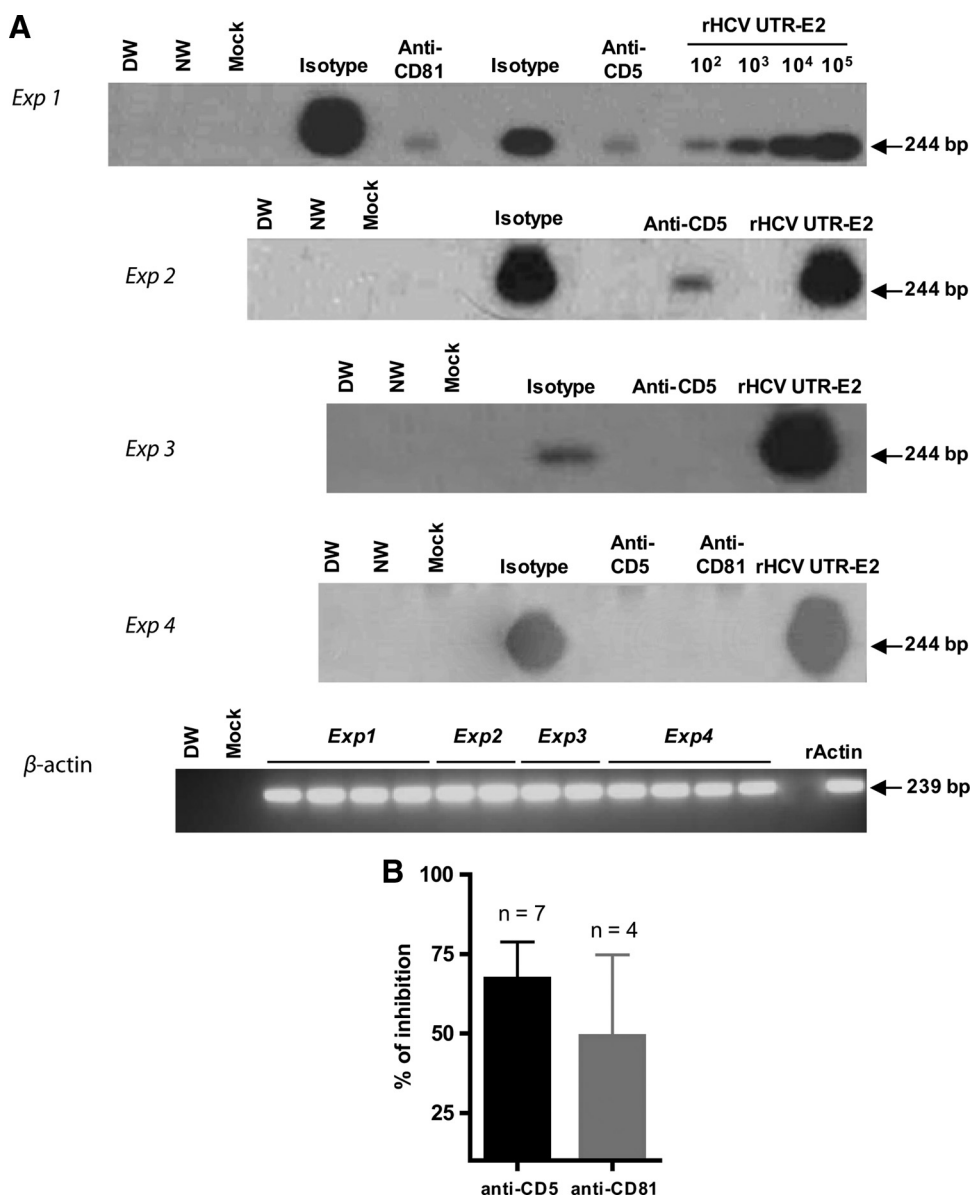 A
DW NW Mock Isotype Anti-CD81 Isotype Anti-CD5 rHCV UTR-E2
10² 10³ 10⁴ 10⁵
Exp 1
244 bp
DW NW Mock Isotype Anti-CD5 rHCV UTR-E2
Exp 2
244 bp
DW NW Mock Isotype Anti-CD5 rHCV UTR-E2
Exp 3
244 bp
DW NW Mock Isotype Anti-CD5 Anti-CD81 rHCV UTR-E2
Exp 4
244 bp
DW Mock Exp1 Exp2 Exp3 Exp4 rActin
β-actin
239 bp
B
% of inhibition
100
75
50
25
n = 7
n = 4
anti-CD5 anti-CD81